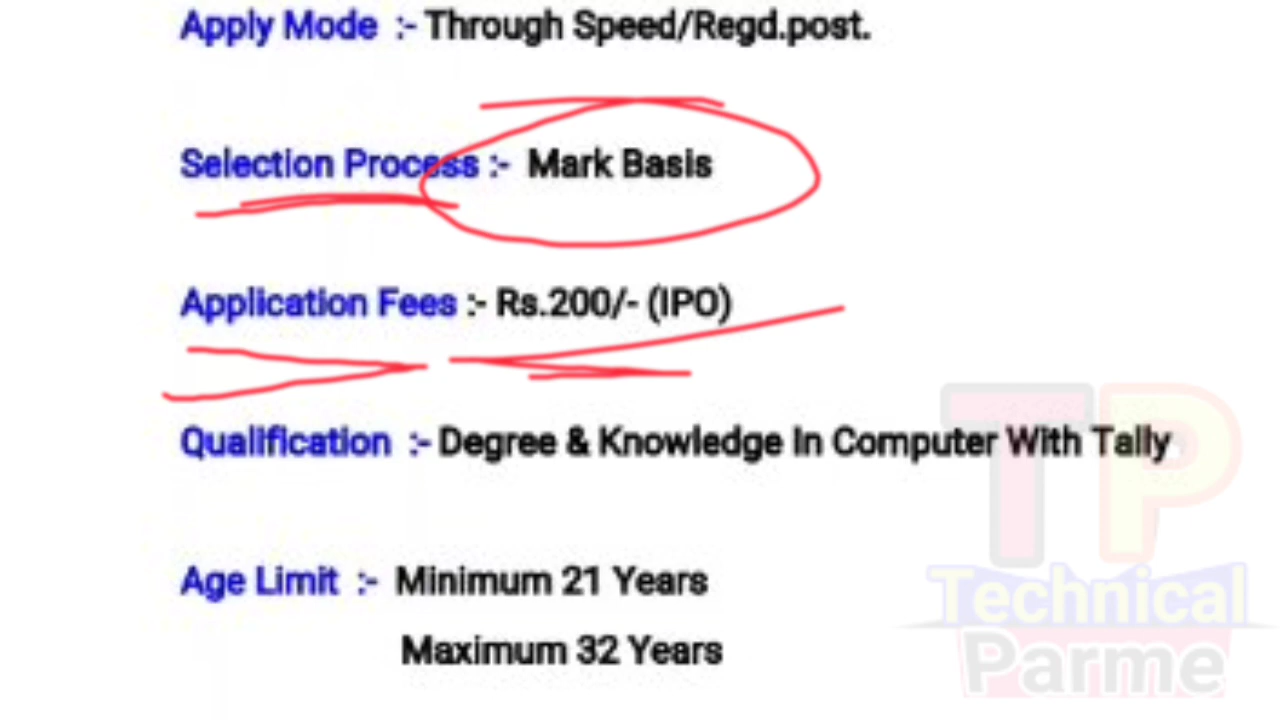 Apply Mode :- Through Speed/Regd.post.
Selection Process :- Mark Basis
Application Fees :- Rs.200/- (IPO)
Qualification :- Degree & Knowledge In Computer With Tally
Age Limit :- Minimum 21 Years
Maximum 32 Years
TP
Technical
Parme